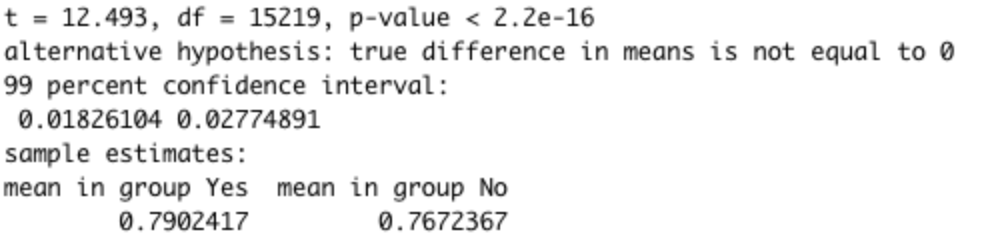 t = 12.493, df = 15219, p-value < 2.2e-16
alternative hypothesis: true difference in means is not equal to 0
99 percent confidence interval:
 0.01826104 0.02774891
sample estimates:
mean in group Yes  mean in group No
        0.7902417         0.7672367